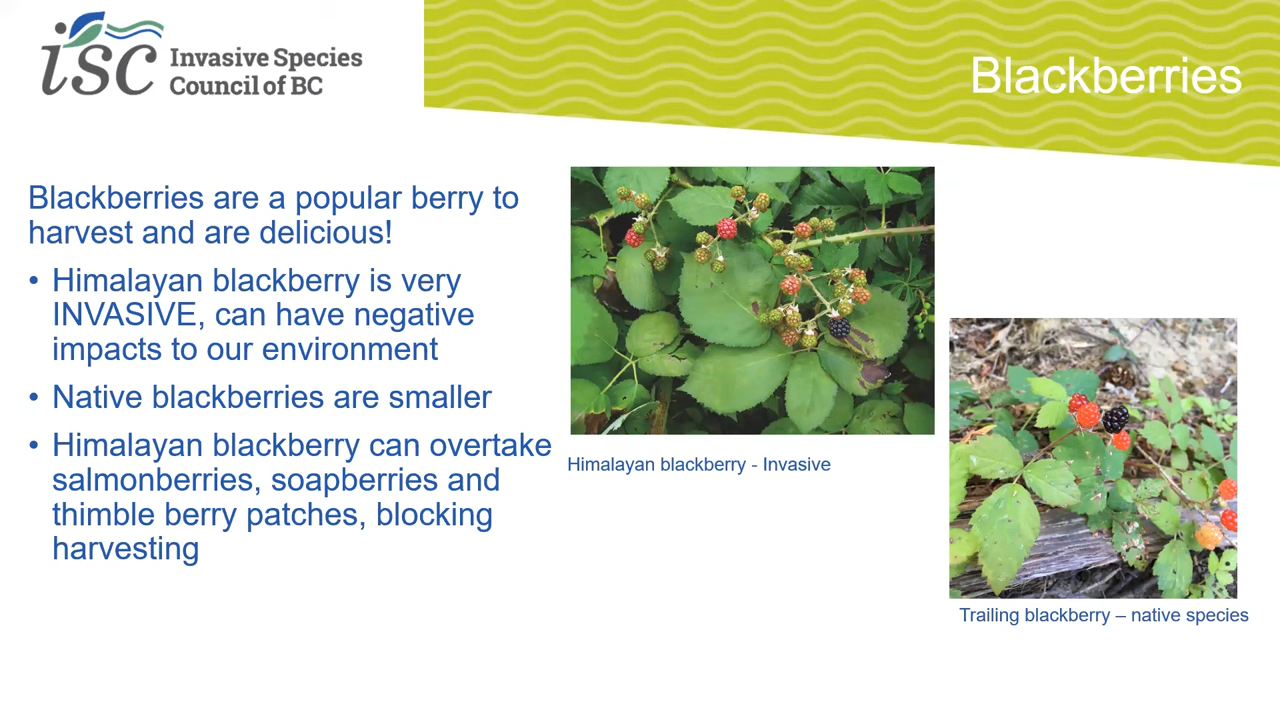 isc Invasive Species
Council of BC
Blackberries
Blackberries are a popular berry to
harvest and are delicious!
• Himalayan blackberry is very
INVASIVE, can have negative
impacts to our environment
• Native blackberries are smaller
• Himalayan blackberry can overtake
salmonberries, soapberries and
thimble berry patches, blocking
harvesting
Himalayan blackberry - Invasive
Trailing blackberry – native species